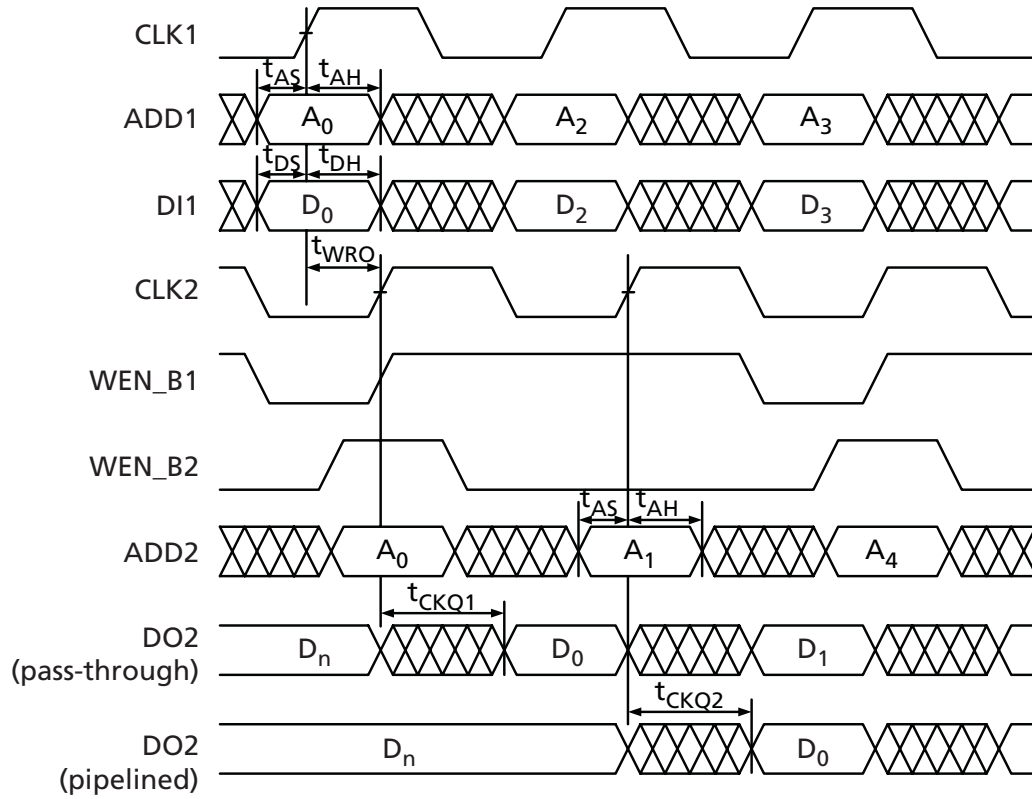 CLK1
t_AS t_AH
ADD1 A_0 A_2 A_3
t_DS t_DH
DI1 D_0 D_2 D_3
t_WRO
CLK2
WEN_B1
WEN_B2
t_AS t_AH
ADD2 A_0 A_1 A_4
t_CKQ1
DO2
(pass-through) D_n D_0 D_1
t_CKQ2
DO2
(pipelined) D_n D_0